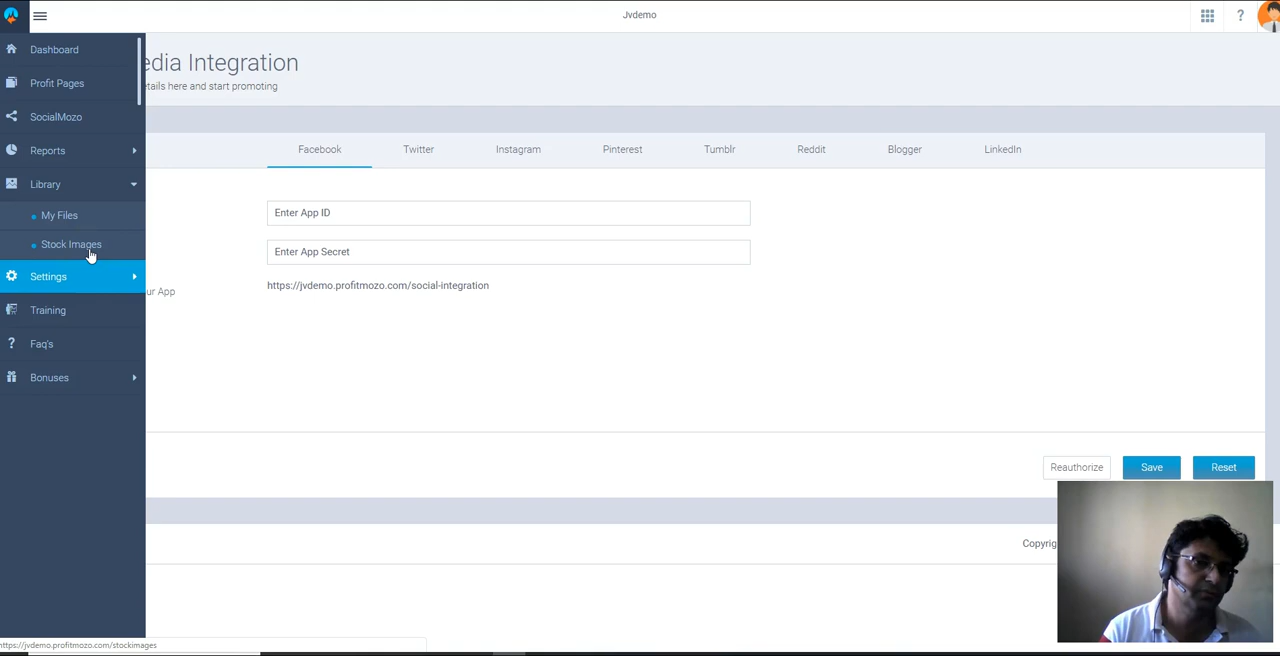 Jvdemo
?
Dashboard
Profit Pages
SocialMozo
Reports
Library
My Files
Stock Images
Settings
Training
? Faq's
Bonuses
edia Integration
etails here and start promoting
Facebook Twitter Instagram Pinterest Tumblr Reddit Blogger LinkedIn
Enter App ID
Enter App Secret
ur App https://jvdemo.profitmozo.com/social-integration
Reauthorize Save Reset
Copyrig
https://jvdemo.profitmozo.com/stockimages